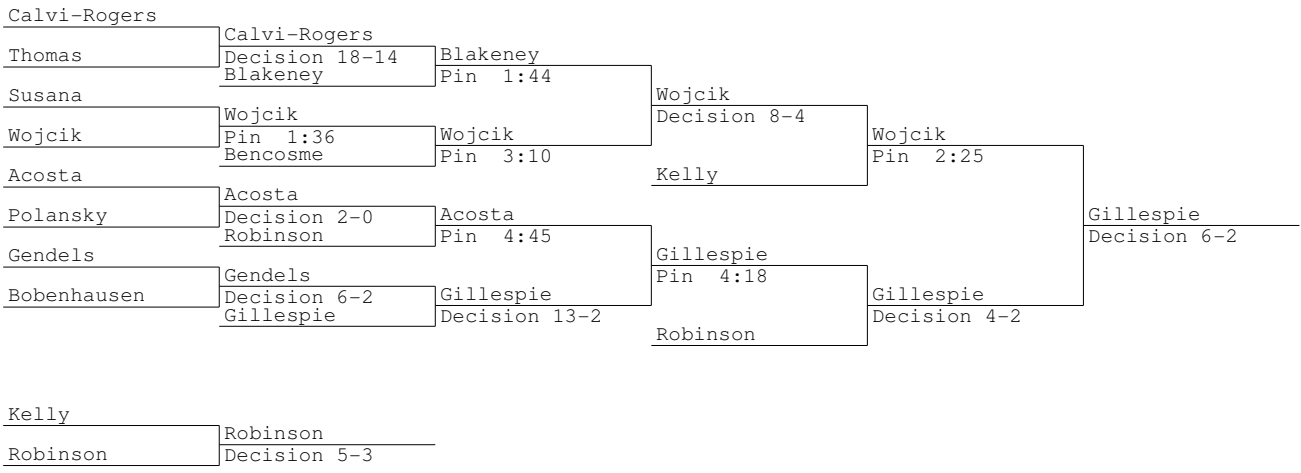 Calvi-Rogers
Thomas
Susana
Wojcik
Acosta
Polansky
Gendels
Bobenhausen
Calvi-Rogers
Decision 18-14
Blakeney
Wojcik
Pin 1:36
Bencosme
Acosta
Decision 2-0
Robinson
Gendels
Decision 6-2
Gillespie
Blakeney
Pin 1:44
Wojcik
Pin 3:10
Acosta
Pin 4:45
Gillespie
Decision 13-2
Wojcik
Decision 8-4
Kelly
Gillespie
Pin 4:18
Robinson
Wojcik
Pin 2:25
Gillespie
Decision 4-2
Gillespie
Decision 6-2
Kelly
Robinson
Robinson
Decision 5-3